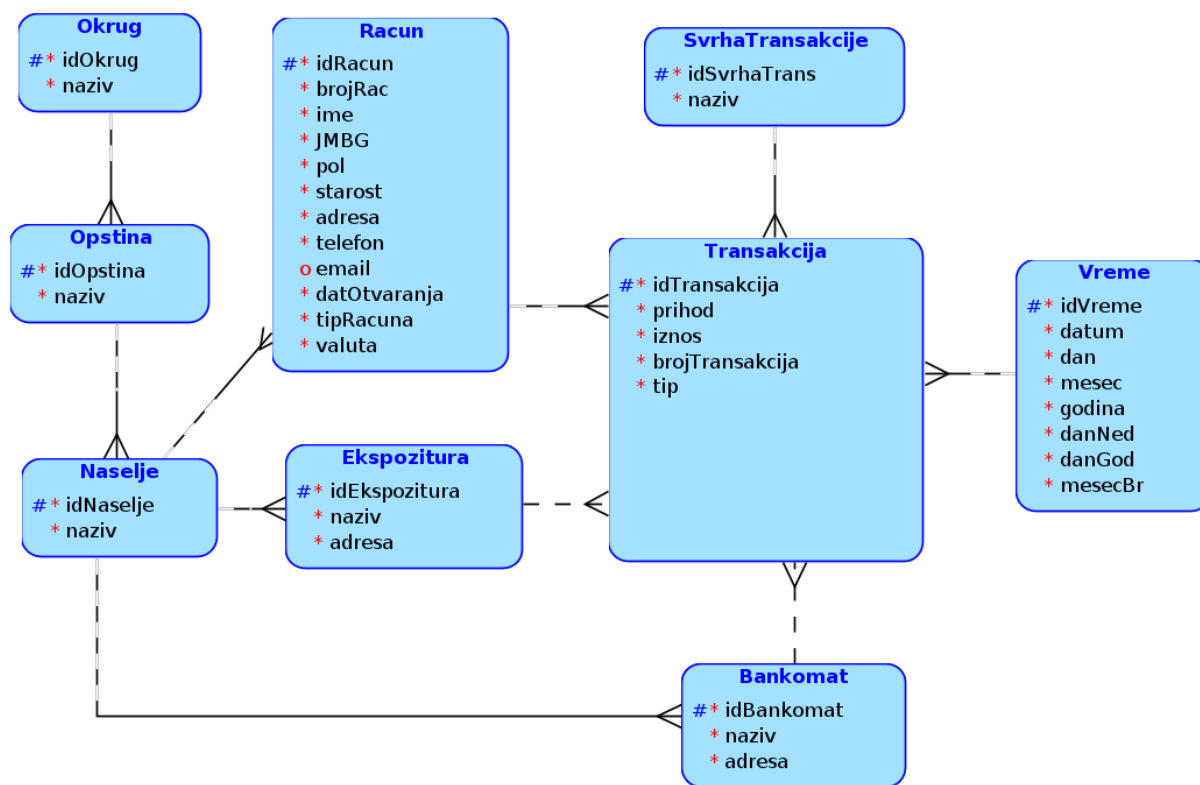 Okrug
#* idOkrug
* naziv
Racun
#* idRacun
* brojRac
* ime
* JMBG
* pol
* starost
* adresa
* telefon
o email
* datOtvaranja
* tipRacuna
* valuta
SvrhaTransakcije
#* idSvrhaTrans
* naziv
Opstina
#* idOpstina
* naziv
Transakcija
#* idTransakcija
* prihod
* iznos
* brojTransakcija
* tip
Vreme
#* idVreme
* datum
* dan
* mesec
* godina
* danNed
* danGod
* mesecBr
Naselje
#* idNaselje
* naziv
Ekspozitura
#* idEkspozitura
* naziv
* adresa
Bankomat
#* idBankomat
* naziv
* adresa